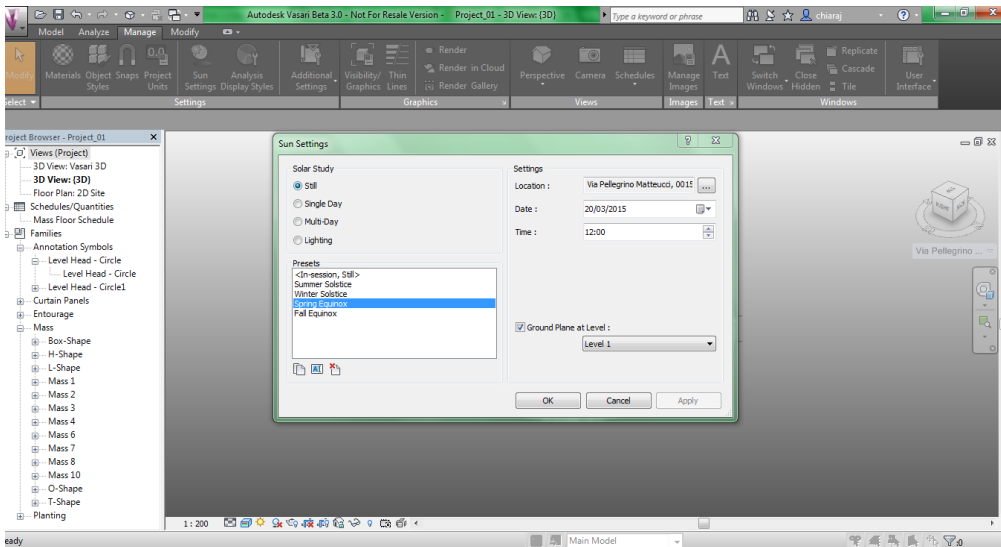 Autodesk Vasari Beta 3.0 - Not For Resale Version - Project_01 - 3D View: {3D}
Type a keyword or phrase
chiaraj
Model Analyze Manage Modify
Modify
Materials Object Styles Snaps Project Units Sun Settings Analysis Display Styles Additional Settings
Visibility/ Graphics Thin Lines
Render
Render in Cloud
Render Gallery
Perspective Camera Schedules Manage Images Text Switch Windows Close Hidden
Replicate
Cascade
Tile
User Interface
Select Settings Graphics Views Images Text Windows
roject Browser - Project_01
Views (Project)
3D View: Vasari 3D
3D View: {3D}
Floor Plan: 2D Site
Schedules/Quantities
Mass Floor Schedule
Families
Annotation Symbols
Level Head - Circle
Level Head - Circle
Level Head - Circle1
Curtain Panels
Entourage
Mass
Box-Shape
H-Shape
L-Shape
Mass 1
Mass 2
Mass 3
Mass 4
Mass 6
Mass 7
Mass 8
Mass 10
O-Shape
T-Shape
Planting
Sun Settings
Solar Study
Still
Single Day
Multi-Day
Lighting
Presets
<In-session, Still>
Summer Solstice
Winter Solstice
Spring Equinox
Fall Equinox
Settings
Location : Via Pellegrino Matteucci, 0015 ...
Date : 20/03/2015
Time : 12:00
Ground Plane at Level :
Level 1
OK Cancel Apply
Via Pellegrino ...
1 : 200
eady
Main Model
:0